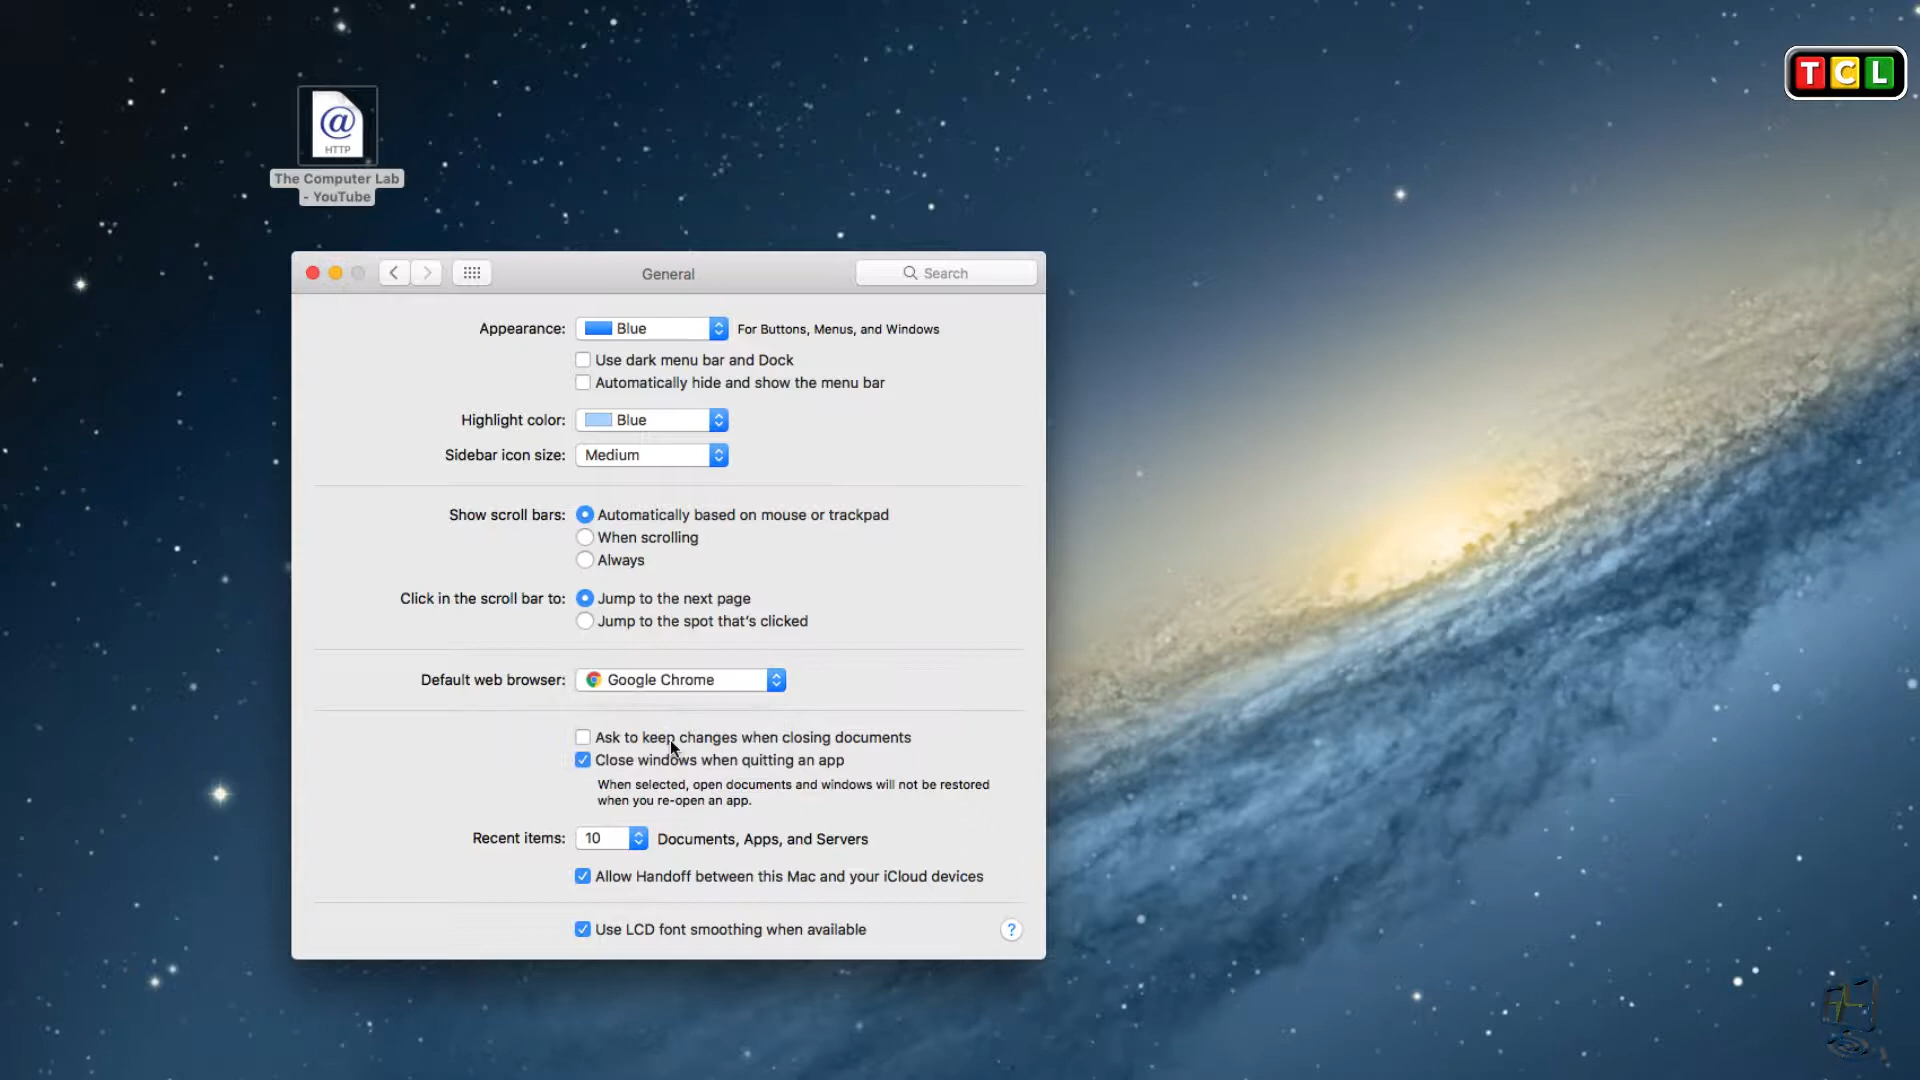 TCL
@
HTTP
The Computer Lab
- YouTube
General
Search
Appearance: Blue For Buttons, Menus, and Windows
Use dark menu bar and Dock
Automatically hide and show the menu bar
Highlight color: Blue
Sidebar icon size: Medium
Show scroll bars: Automatically based on mouse or trackpad
When scrolling
Always
Click in the scroll bar to: Jump to the next page
Jump to the spot that's clicked
Default web browser: Google Chrome
Ask to keep changes when closing documents
Close windows when quitting an app
When selected, open documents and windows will not be restored
when you re-open an app.
Recent items: 10 Documents, Apps, and Servers
Allow Handoff between this Mac and your iCloud devices
Use LCD font smoothing when available ?